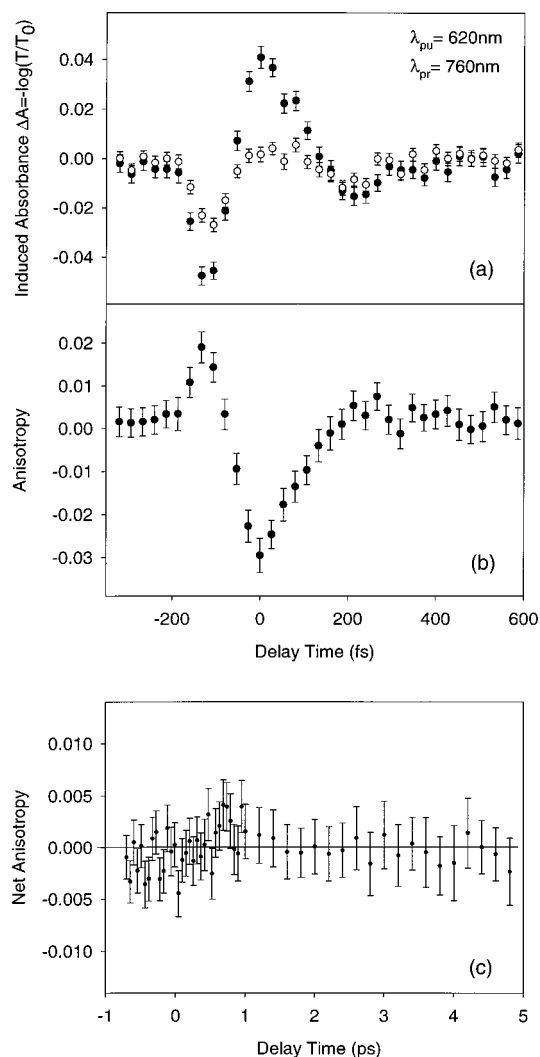 λpu= 620nm
λpr= 760nm
Induced Absorbance ΔA=-log(T/T0)
0.04
0.02
0.00
-0.02
-0.04
(a)
Anisotropy
0.02
0.01
0.00
-0.01
-0.02
-0.03
(b)
-200
0
200
400
600
Delay Time (fs)
Net Anisotropy
0.010
0.005
0.000
-0.005
-0.010
(c)
-1
0
1
2
3
4
5
Delay Time (ps)